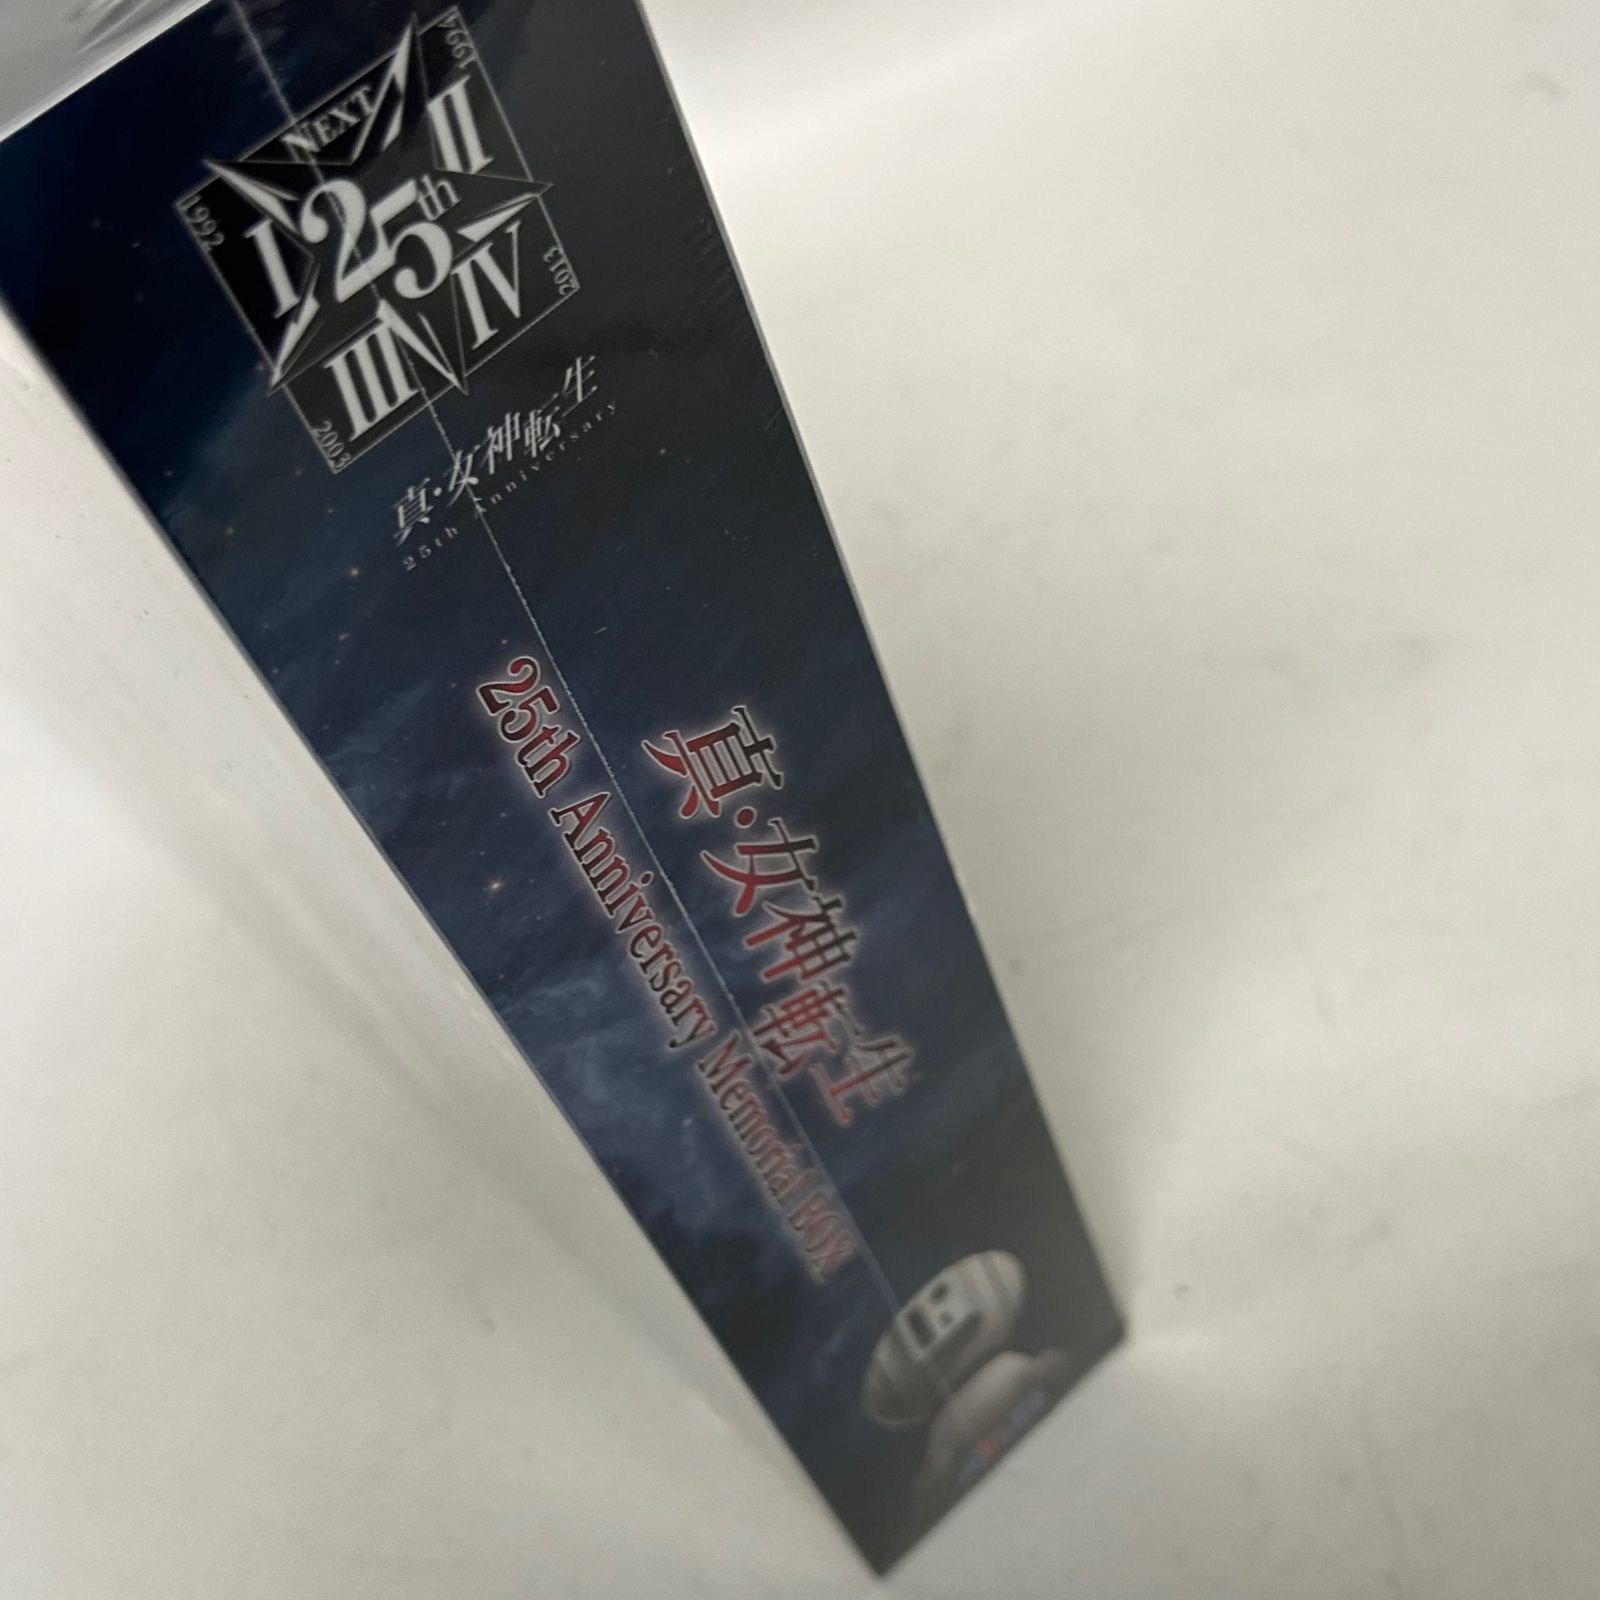 NEXT
1994
II
1992
I
25th
IV
2013
III
2003
真・女神転生
25th Anniversary
真・女神転生
25th Anniversary Memorial BOX